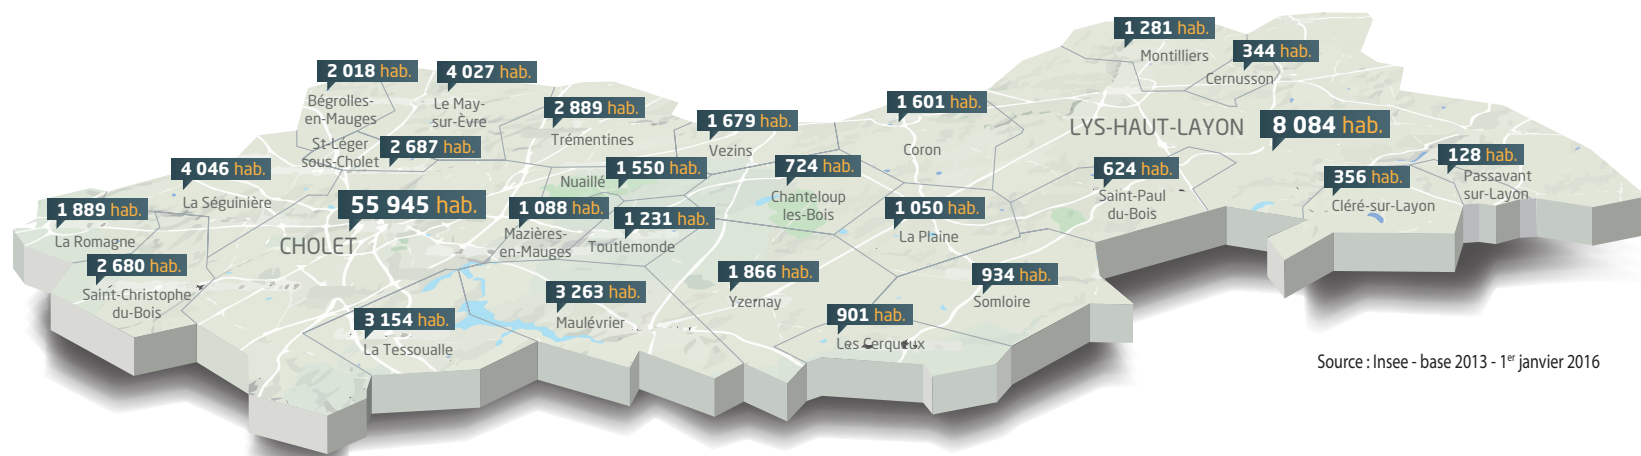 1 281 hab.
Montilliers
344 hab.
Cernusson
2 018 hab.
Bégrolles-
en-Mauges
4 027 hab.
Le May-
sur-Èvre
2 889 hab.
Trémentines
1 679 hab.
Vezins
1 601 hab.
Coron
LYS-HAUT-LAYON
8 084 hab.
St-Léger
sous-Cholet
2 687 hab.
4 046 hab.
La Séguinière
Nuaillé
1 550 hab.
724 hab.
Chanteloup
les-Bois
624 hab.
Saint-Paul
du-Bois
356 hab.
Cléré-sur-Layon
128 hab.
Passavant
sur-Layon
1 889 hab.
La Romagne
55 945 hab.
CHOLET
1 088 hab.
Mazières-
en-Mauges
1 231 hab.
Toutlemonde
1 050 hab.
La Plaine
2 680 hab.
Saint-Christophe
du-Bois
1 866 hab.
Yzernay
934 hab.
Somloire
3 263 hab.
Maulévrier
3 154 hab.
La Tessoualle
901 hab.
Les Cerqueux
Source : Insee - base 2013 - 1er janvier 2016